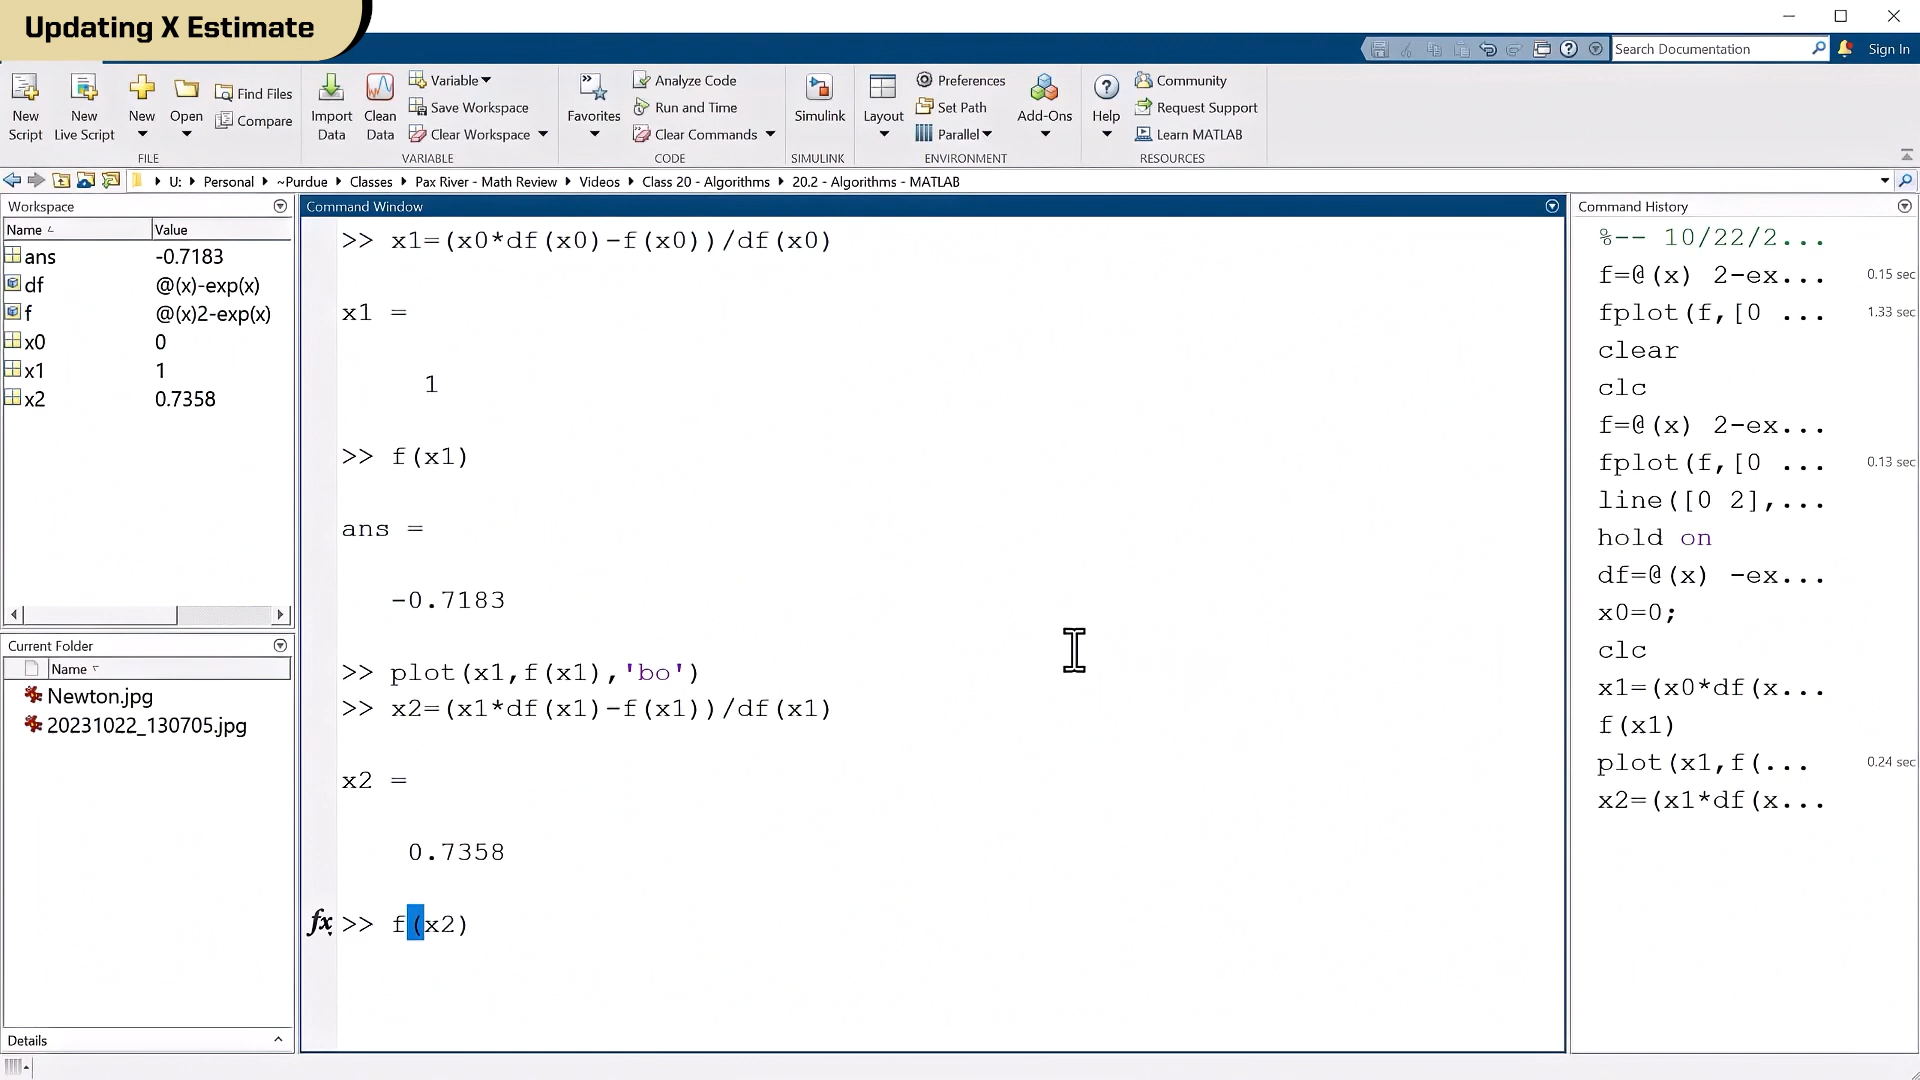 Updating X Estimate
Search Documentation
Sign In
New Script
New Live Script
New
Open
Find Files
Compare
FILE
Import Data
Clean Data
Variable
Save Workspace
Clear Workspace
VARIABLE
Favorites
Analyze Code
Run and Time
Clear Commands
CODE
Simulink
SIMULINK
Layout
Preferences
Set Path
Parallel
Add-Ons
ENVIRONMENT
Help
Community
Request Support
Learn MATLAB
RESOURCES
U: Personal ~Purdue Classes Pax River - Math Review Videos Class 20 - Algorithms 20.2 - Algorithms - MATLAB
Workspace
Name Value
ans -0.7183
df @(x)-exp(x)
f @(x)2-exp(x)
x0 0
x1 1
x2 0.7358
Current Folder
Name
Newton.jpg
20231022_130705.jpg
Details
Command Window
>> x1=(x0*df(x0)-f(x0))/df(x0)
x1 =
1
>> f(x1)
ans =
-0.7183
>> plot(x1,f(x1),'bo')
>> x2=(x1*df(x1)-f(x1))/df(x1)
x2 =
0.7358
fx >> f(x2)
Command History
%-- 10/22/2...
f=@(x) 2-ex... 0.15 sec
fplot(f,[0 ... 1.33 sec
clear
clc
f=@(x) 2-ex...
fplot(f,[0 ... 0.13 sec
line([0 2],...
hold on
df=@(x) -ex...
x0=0;
clc
x1=(x0*df(x...
f(x1)
plot(x1,f(... 0.24 sec
x2=(x1*df(x...